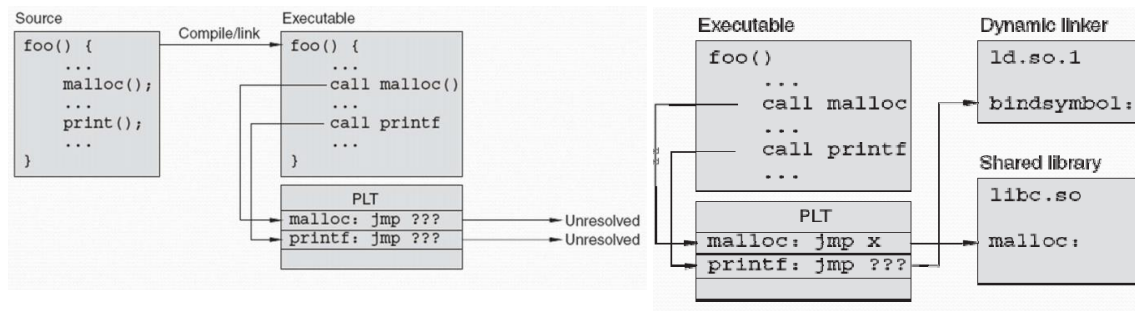 Source
foo() {
...
malloc();
...
print();
...
}
Compile/link
Executable
foo() {
...
call malloc()
...
call printf
...
}
PLT
malloc: jmp ???
printf: jmp ???
Unresolved
Unresolved
Executable
foo()
...
call malloc
...
call printf
...
PLT
malloc: jmp x
printf: jmp ???
Dynamic linker
ld.so.1
bindsymbol:
Shared library
libc.so
malloc: